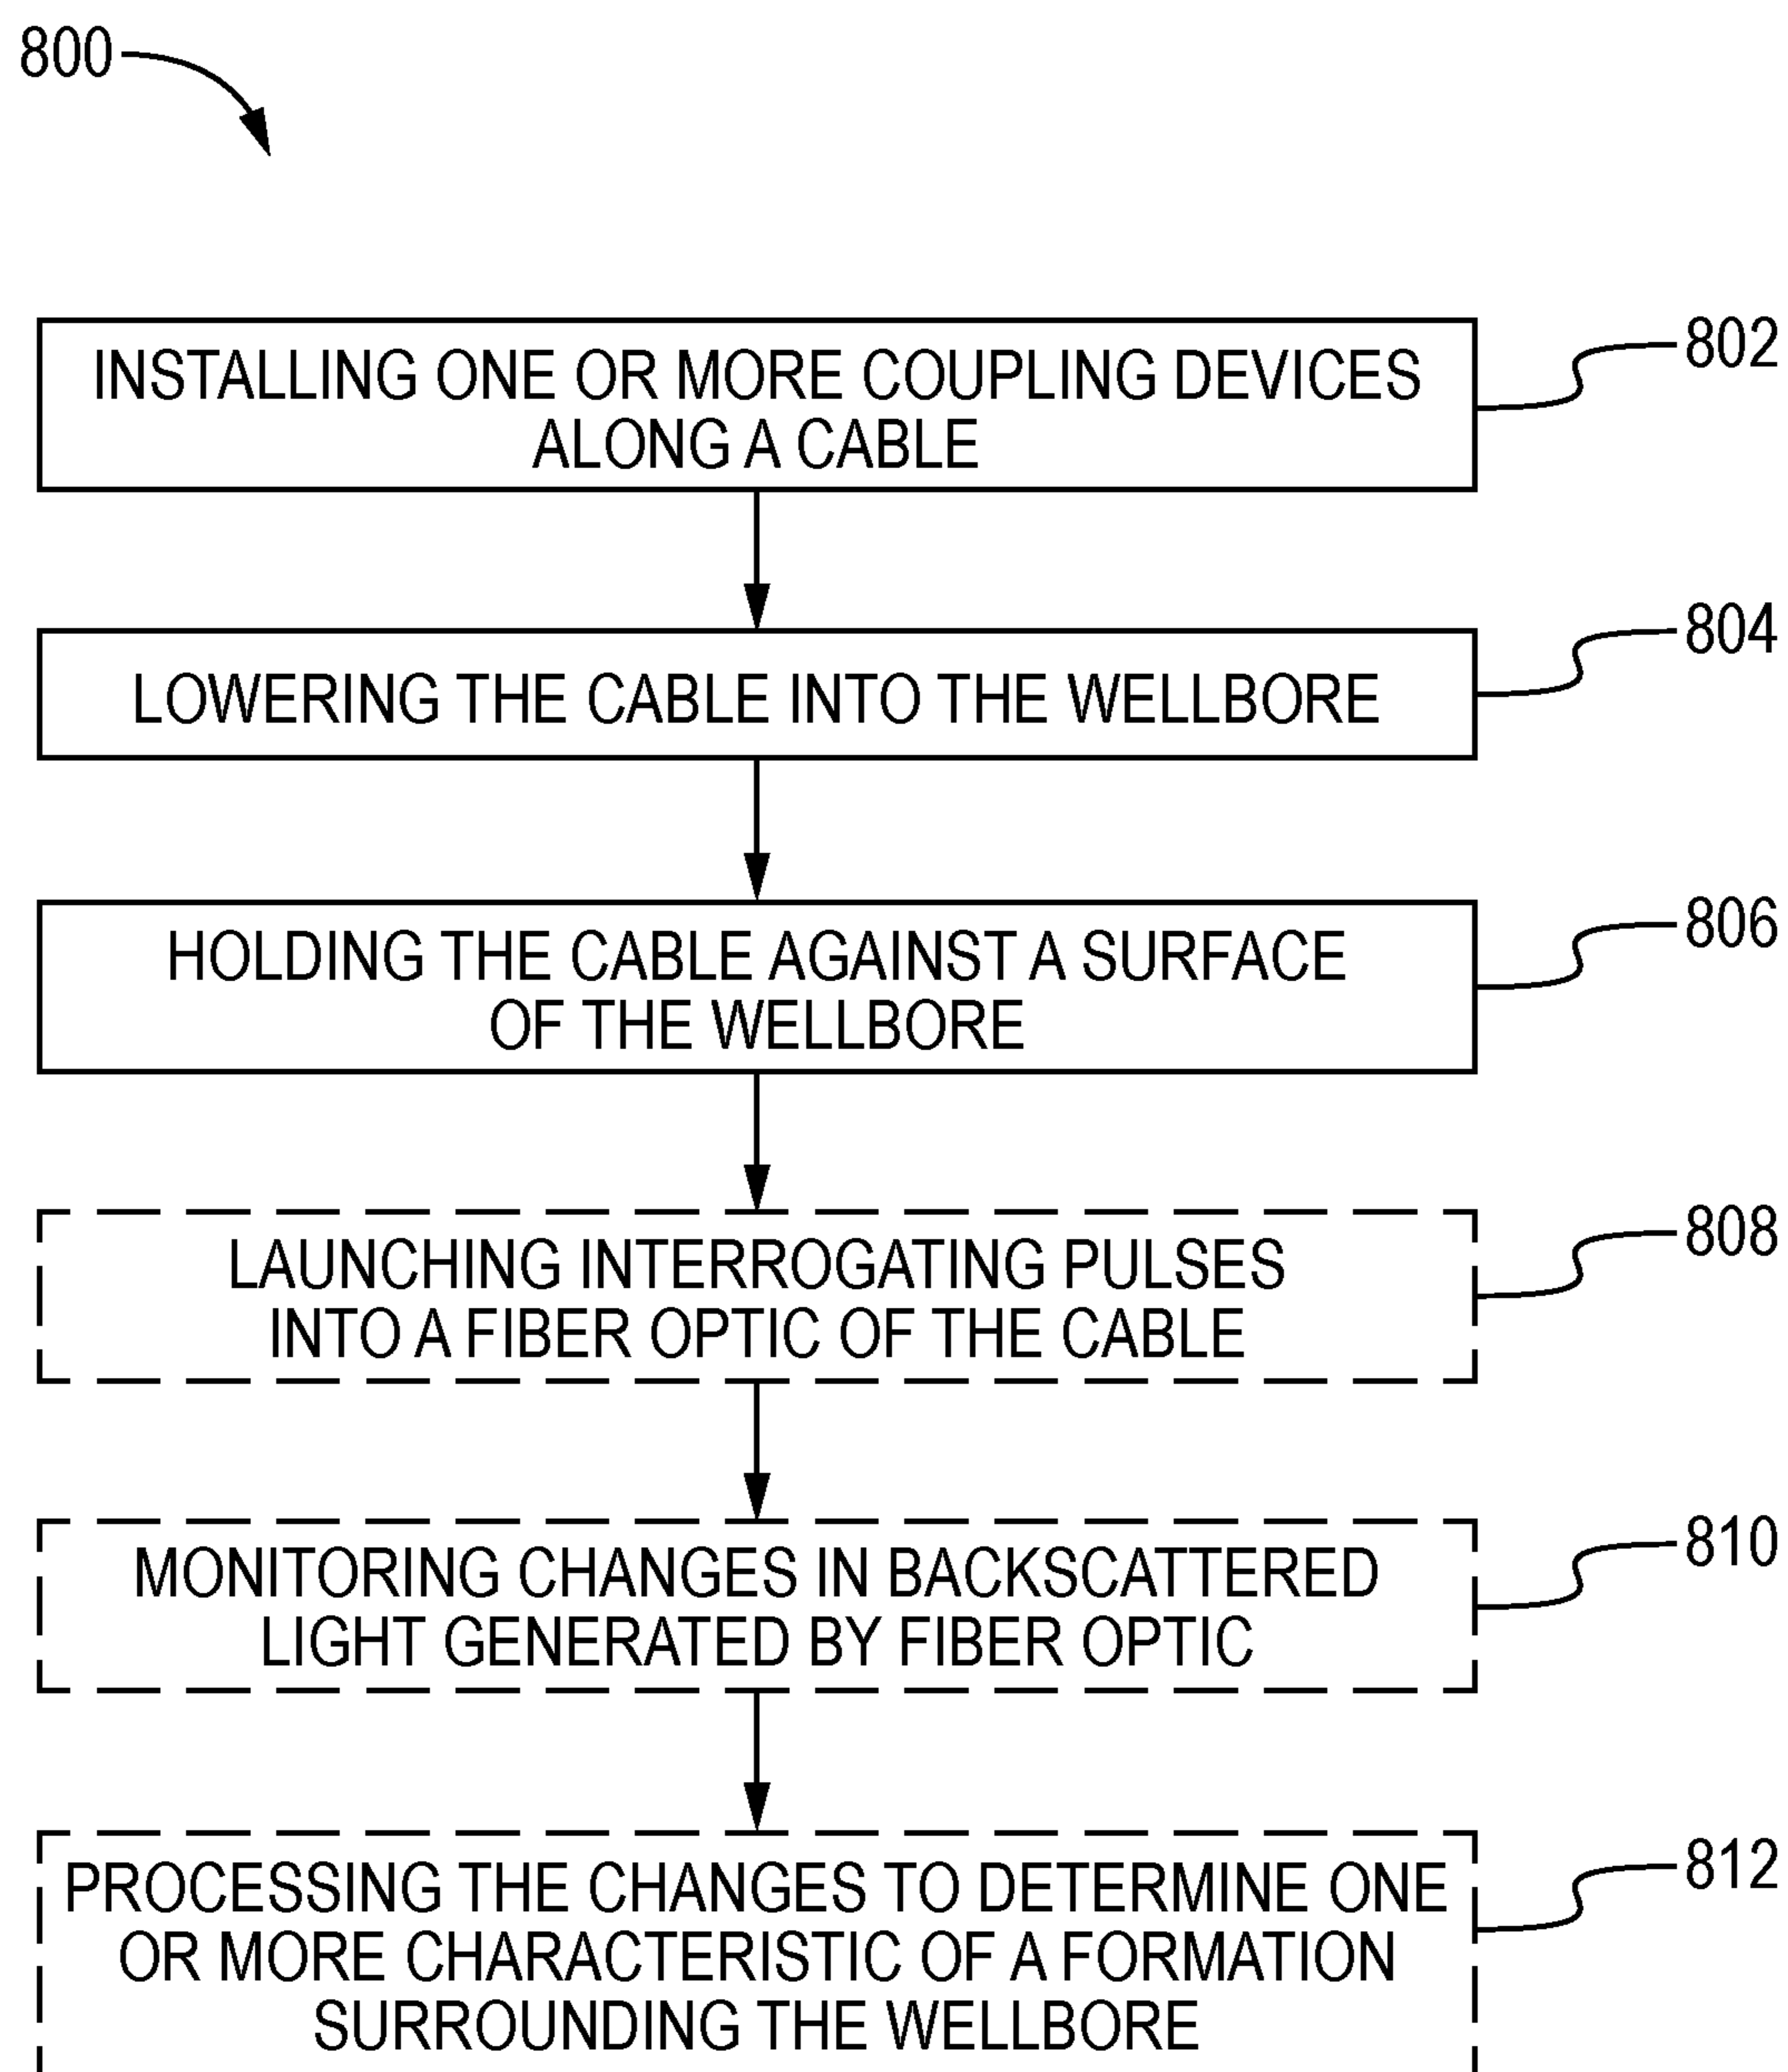 800
INSTALLING ONE OR MORE COUPLING DEVICES
ALONG A CABLE
802
LOWERING THE CABLE INTO THE WELLBORE
804
HOLDING THE CABLE AGAINST A SURFACE
OF THE WELLBORE
806
LAUNCHING INTERROGATING PULSES
INTO A FIBER OPTIC OF THE CABLE
808
MONITORING CHANGES IN BACKSCATTERED
LIGHT GENERATED BY FIBER OPTIC
810
PROCESSING THE CHANGES TO DETERMINE ONE
OR MORE CHARACTERISTIC OF A FORMATION
SURROUNDING THE WELLBORE
812